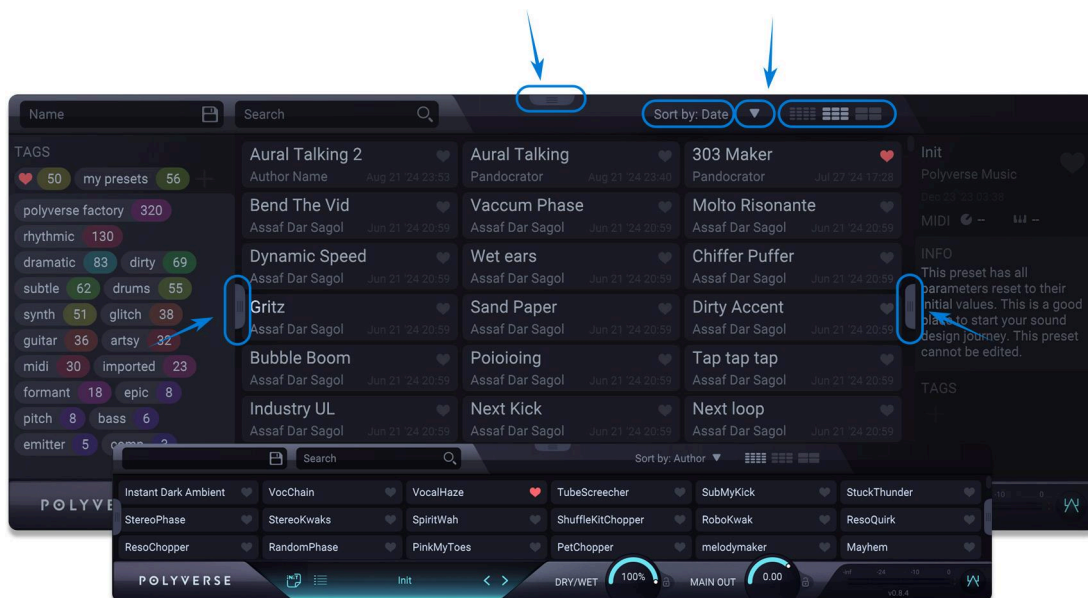 Name
Search
Sort by: Date
TAGS
50 my presets 56
polyverse factory 320
rhythmic 130
dramatic 83 dirty 69
subtle 62 drums 55
synth 51 glitch 38
guitar 36 artsy 32
midi 30 imported 23
formant 18 epic 8
pitch 8 bass 6
emitter 5 comp 3
Aural Talking 2
Author Name Aug 21 '24 23:53
Aural Talking
Pandocrator Aug 21 '24 23:40
303 Maker
Pandocrator Jul 27 '24 17:28
Bend The Vid
Assaf Dar Sagol Jun 21 '24 20:59
Vaccum Phase
Assaf Dar Sagol Jun 21 '24 20:59
Molto Risonante
Assaf Dar Sagol Jun 21 '24 20:59
Dynamic Speed
Assaf Dar Sagol Jun 21 '24 20:59
Wet ears
Assaf Dar Sagol Jun 21 '24 20:59
Chiffer Puffer
Assaf Dar Sagol Jun 21 '24 20:59
Gritz
Assaf Dar Sagol Jun 21 '24 20:59
Sand Paper
Assaf Dar Sagol Jun 21 '24 20:59
Dirty Accent
Assaf Dar Sagol Jun 21 '24 20:59
Bubble Boom
Assaf Dar Sagol Jun 21 '24 20:59
Poioioing
Assaf Dar Sagol Jun 21 '24 20:59
Tap tap tap
Assaf Dar Sagol Jun 21 '24 20:59
Industry UL
Assaf Dar Sagol Jun 21 '24 20:59
Next Kick
Assaf Dar Sagol Jun 21 '24 20:59
Next loop
Assaf Dar Sagol Jun 21 '24 20:59
Init
Polyverse Music
MIDI
INFO
This preset has all
parameters reset to their
initial values. This is a good
place to start your sound
design journey. This preset
cannot be edited.
TAGS
POLYVE
-10 0
Search
Sort by: Author
Instant Dark Ambient VocChain VocalHaze TubeScreecher SubMyKick StuckThunder
StereoPhase StereoKwaks SpiritWah ShuffleKitChopper RoboKwak ResoQuirk
ResoChopper RandomPhase PinkMyToes PetChopper melodymaker Mayhem
POLYVERSE
Init
DRY/WET 100%
MAIN OUT 0.00
-inf -24 -10 0
v0.8.4